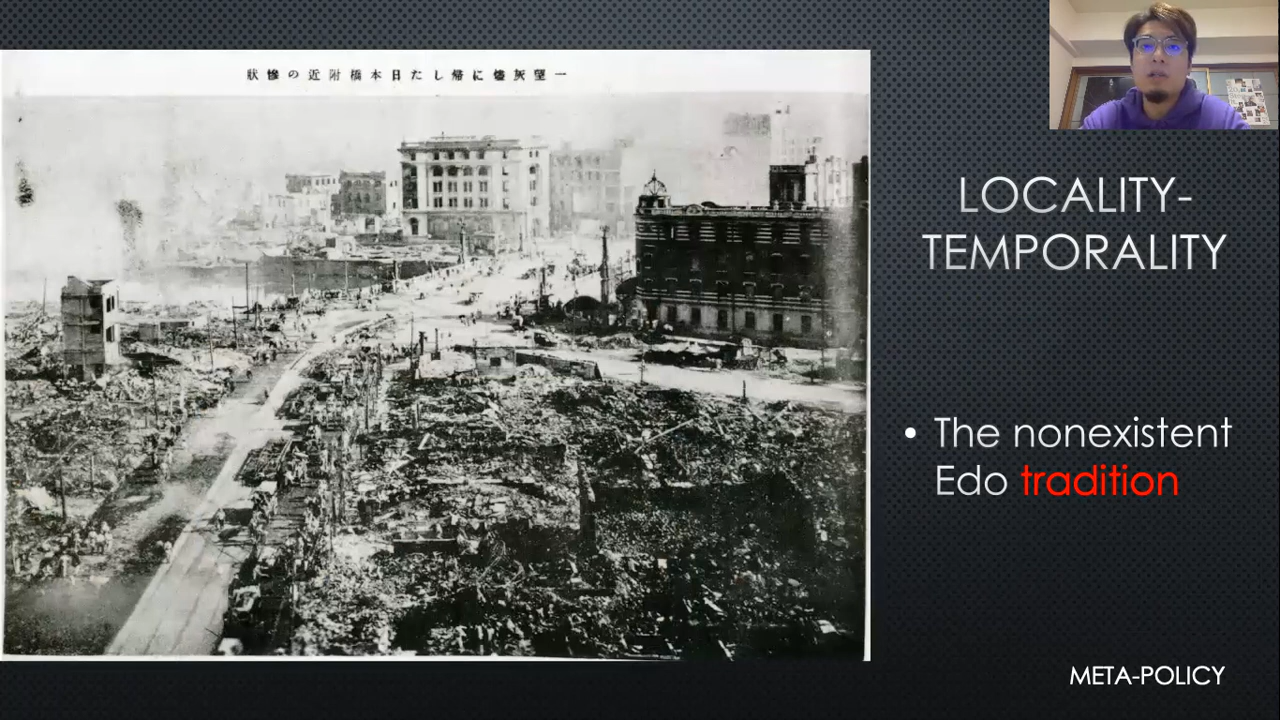 一望灰燼に帰した日本橋附近の惨狀
LOCALITY-
TEMPORALITY
• The nonexistent
Edo tradition
META-POLICY